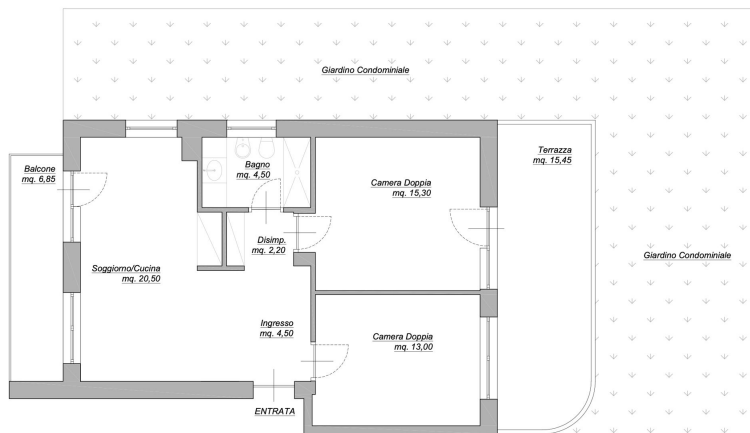 Giardino Condominiale
Balcone
mq. 6,85
Bagno
mq. 4,50
Camera Doppia
mq. 15,30
Terrazza
mq. 15,45
Disimp.
mq. 2,20
Soggiorno/Cucina
mq. 20,50
Giardino Condominiale
Ingresso
mq. 4,50
Camera Doppia
mq. 13,00
ENTRATA